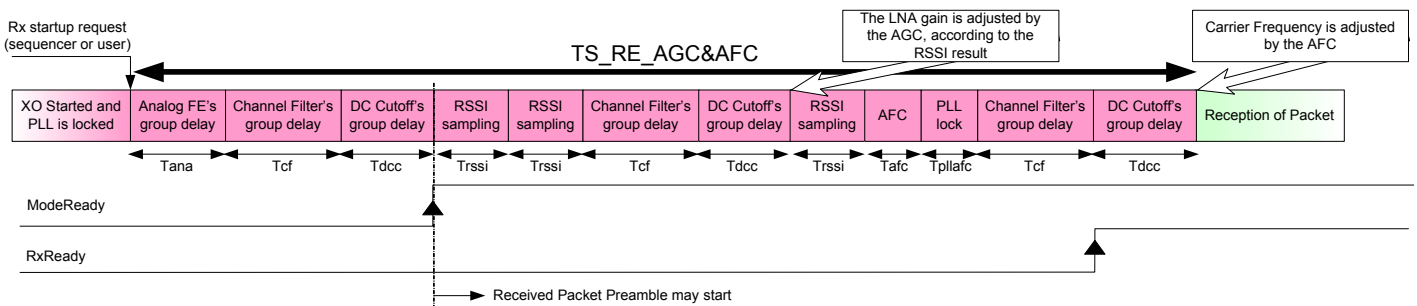 Rx startup request
(sequencer or user)
The LNA gain is adjusted by
the AGC, according to the
RSSI result
Carrier Frequency is adjusted
by the AFC
TS_RE_AGC&AFC
XO Started and
PLL is locked
Analog FE's
group delay
Channel Filter's
group delay
DC Cutoff's
group delay
RSSI
sampling
RSSI
sampling
Channel Filter's
group delay
DC Cutoff's
group delay
RSSI
sampling
AFC
PLL
lock
Channel Filter's
group delay
DC Cutoff's
group delay
Reception of Packet
Tana
Tcf
Tdcc
Trssi
Trssi
Tcf
Tdcc
Trssi
Tafc
Tpllafc
Tcf
Tdcc
ModeReady
RxReady
Received Packet Preamble may start